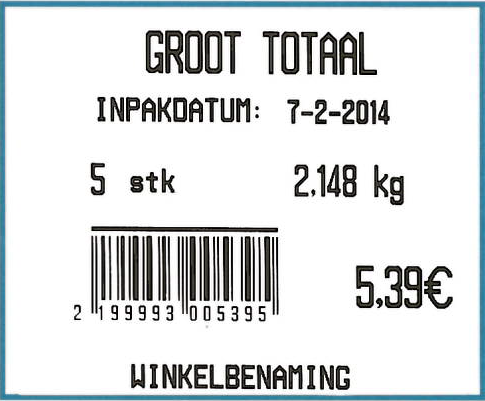 GROOT TOTAAL
INPAKDATUM: 7-2-2014
5 stk 2,148 kg
5,39€
2 199993 005395
WINKELBENAMING